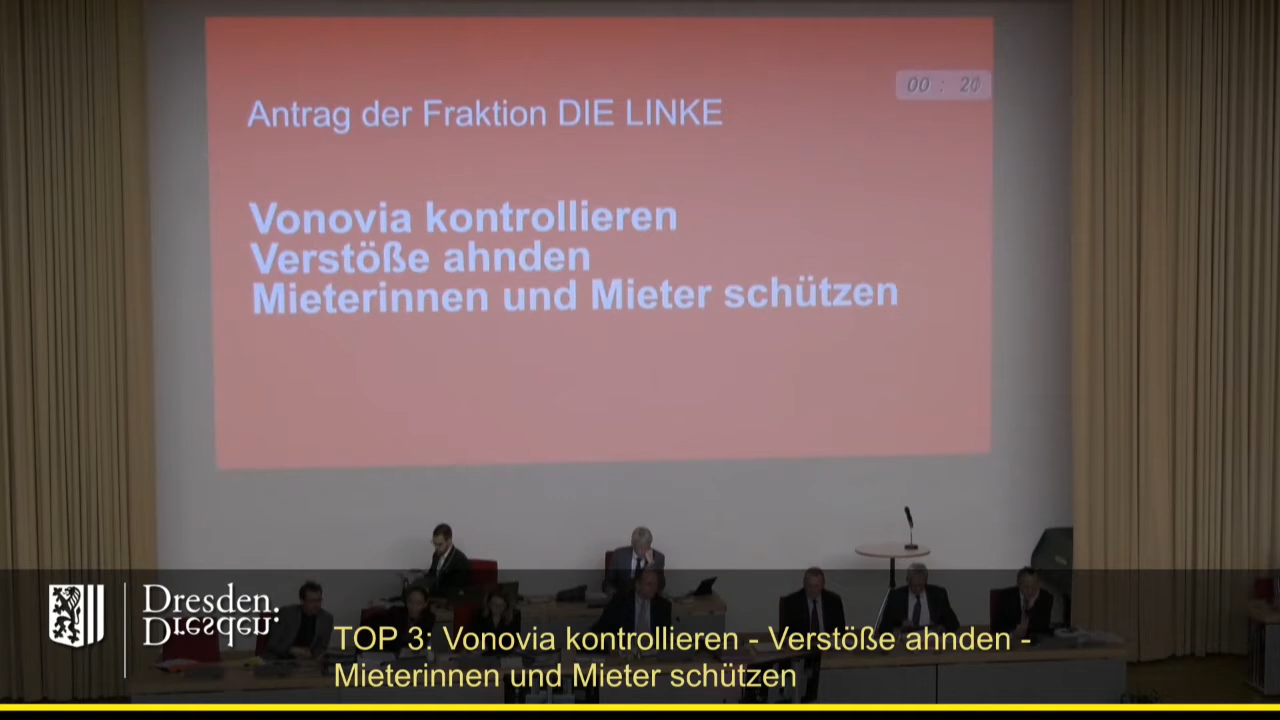 00 : 20
Antrag der Fraktion DIE LINKE
Vonovia kontrollieren
Verstöße ahnden
Mieterinnen und Mieter schützen
Dresden.
Dresden.
TOP 3: Vonovia kontrollieren - Verstöße ahnden -
Mieterinnen und Mieter schützen